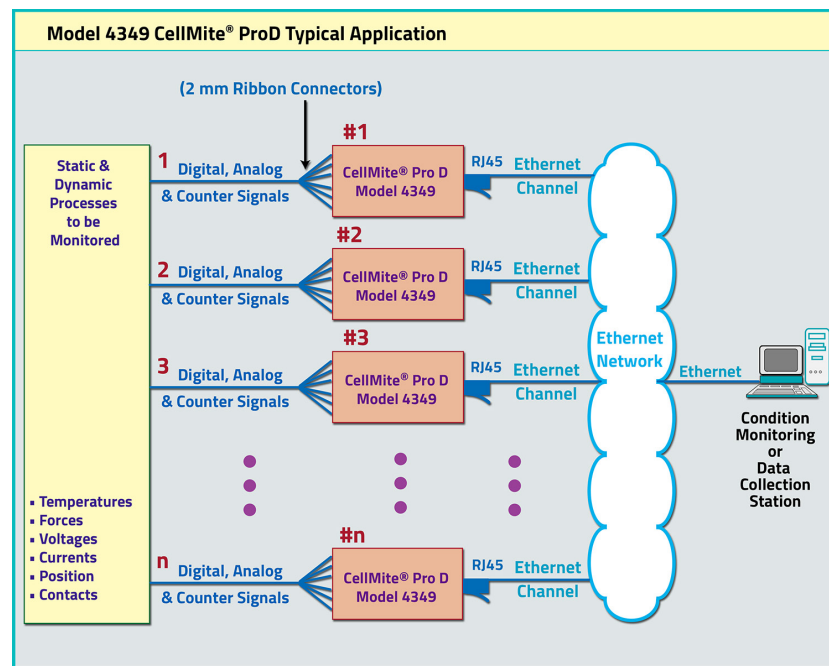 Model 4349 CellMite® ProD Typical Application
(2 mm Ribbon Connectors)
Static &
Dynamic
Processes
to be
Monitored
• Temperatures
• Forces
• Voltages
• Currents
• Position
• Contacts
1
Digital, Analog
& Counter Signals
#1
CellMite® Pro D
Model 4349
RJ45
Ethernet
Channel
2
Digital, Analog
& Counter Signals
#2
CellMite® Pro D
Model 4349
RJ45
Ethernet
Channel
3
Digital, Analog
& Counter Signals
#3
CellMite® Pro D
Model 4349
RJ45
Ethernet
Channel
n
Digital, Analog
& Counter Signals
#n
CellMite® Pro D
Model 4349
RJ45
Ethernet
Channel
Ethernet
Network
Ethernet
Condition
Monitoring
or
Data
Collection
Station